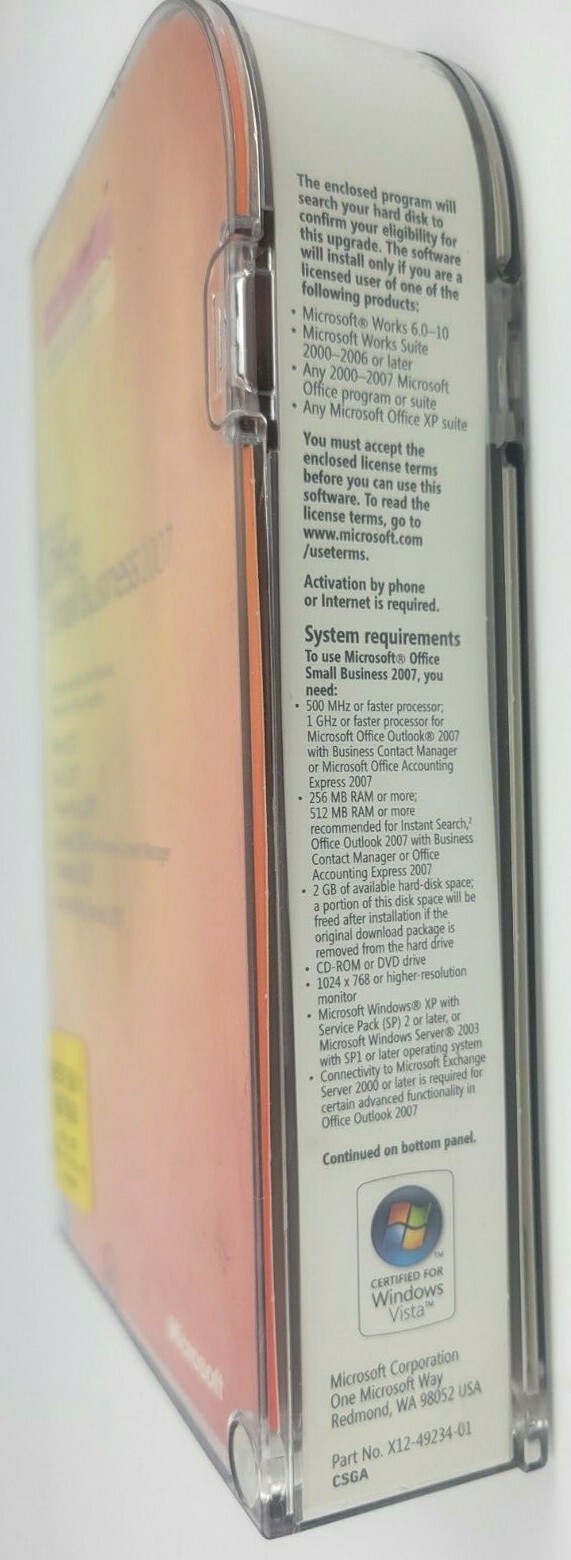 The enclosed program will
search your hard disk to
confirm your eligibility for
this upgrade. The software
will install only if you are a
licensed user of one of the
following products:
• Microsoft® Works 6.0–10
• Microsoft Works Suite
2000–2006 or later
• Any 2000–2007 Microsoft
Office program or suite
• Any Microsoft Office XP suite
You must accept the
enclosed license terms
before you can use this
software. To read the
license terms, go to
www.microsoft.com
/useterms.
Activation by phone
or Internet is required.
System requirements
To use Microsoft® Office
Small Business 2007, you
need:
• 500 MHz or faster processor;
1 GHz or faster processor for
Microsoft Office Outlook® 2007
with Business Contact Manager
or Microsoft Office Accounting
Express 2007
• 256 MB RAM or more;
512 MB RAM or more
recommended for Instant Search,²
Office Outlook 2007 with Business
Contact Manager or Office
Accounting Express 2007
• 2 GB of available hard-disk space;
a portion of this disk space will be
freed after installation if the
original download package is
removed from the hard drive
• CD-ROM or DVD drive
• 1024 x 768 or higher-resolution
monitor
• Microsoft Windows® XP with
Service Pack (SP) 2 or later, or
Microsoft Windows Server® 2003
with SP1 or later operating system
• Connectivity to Microsoft Exchange
Server 2000 or later is required for
certain advanced functionality in
Office Outlook 2007
Continued on bottom panel.
TM
CERTIFIED FOR
Windows
Vista™
Microsoft Corporation
One Microsoft Way
Redmond, WA 98052 USA
Part No. X12-49234-01
CSGA
Microsoft